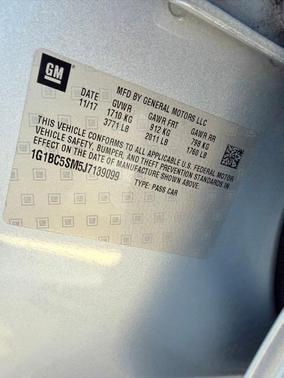 GM
MFD BY GENERAL MOTORS LLC
DATE GVWR GAWR FRT GAWR RR
11/17 1710 KG 912 KG 799 KG
3771 LB 2011 LB 1760 LB
THIS VEHICLE CONFORMS TO ALL APPLICABLE U.S. FEDERAL MOTOR
VEHICLE SAFETY, BUMPER, AND THEFT PREVENTION STANDARDS IN
EFFECT ON THE DATE OF MANUFACTURE SHOWN ABOVE.
1G1BC5SM5J7139099
TYPE: PASS CAR